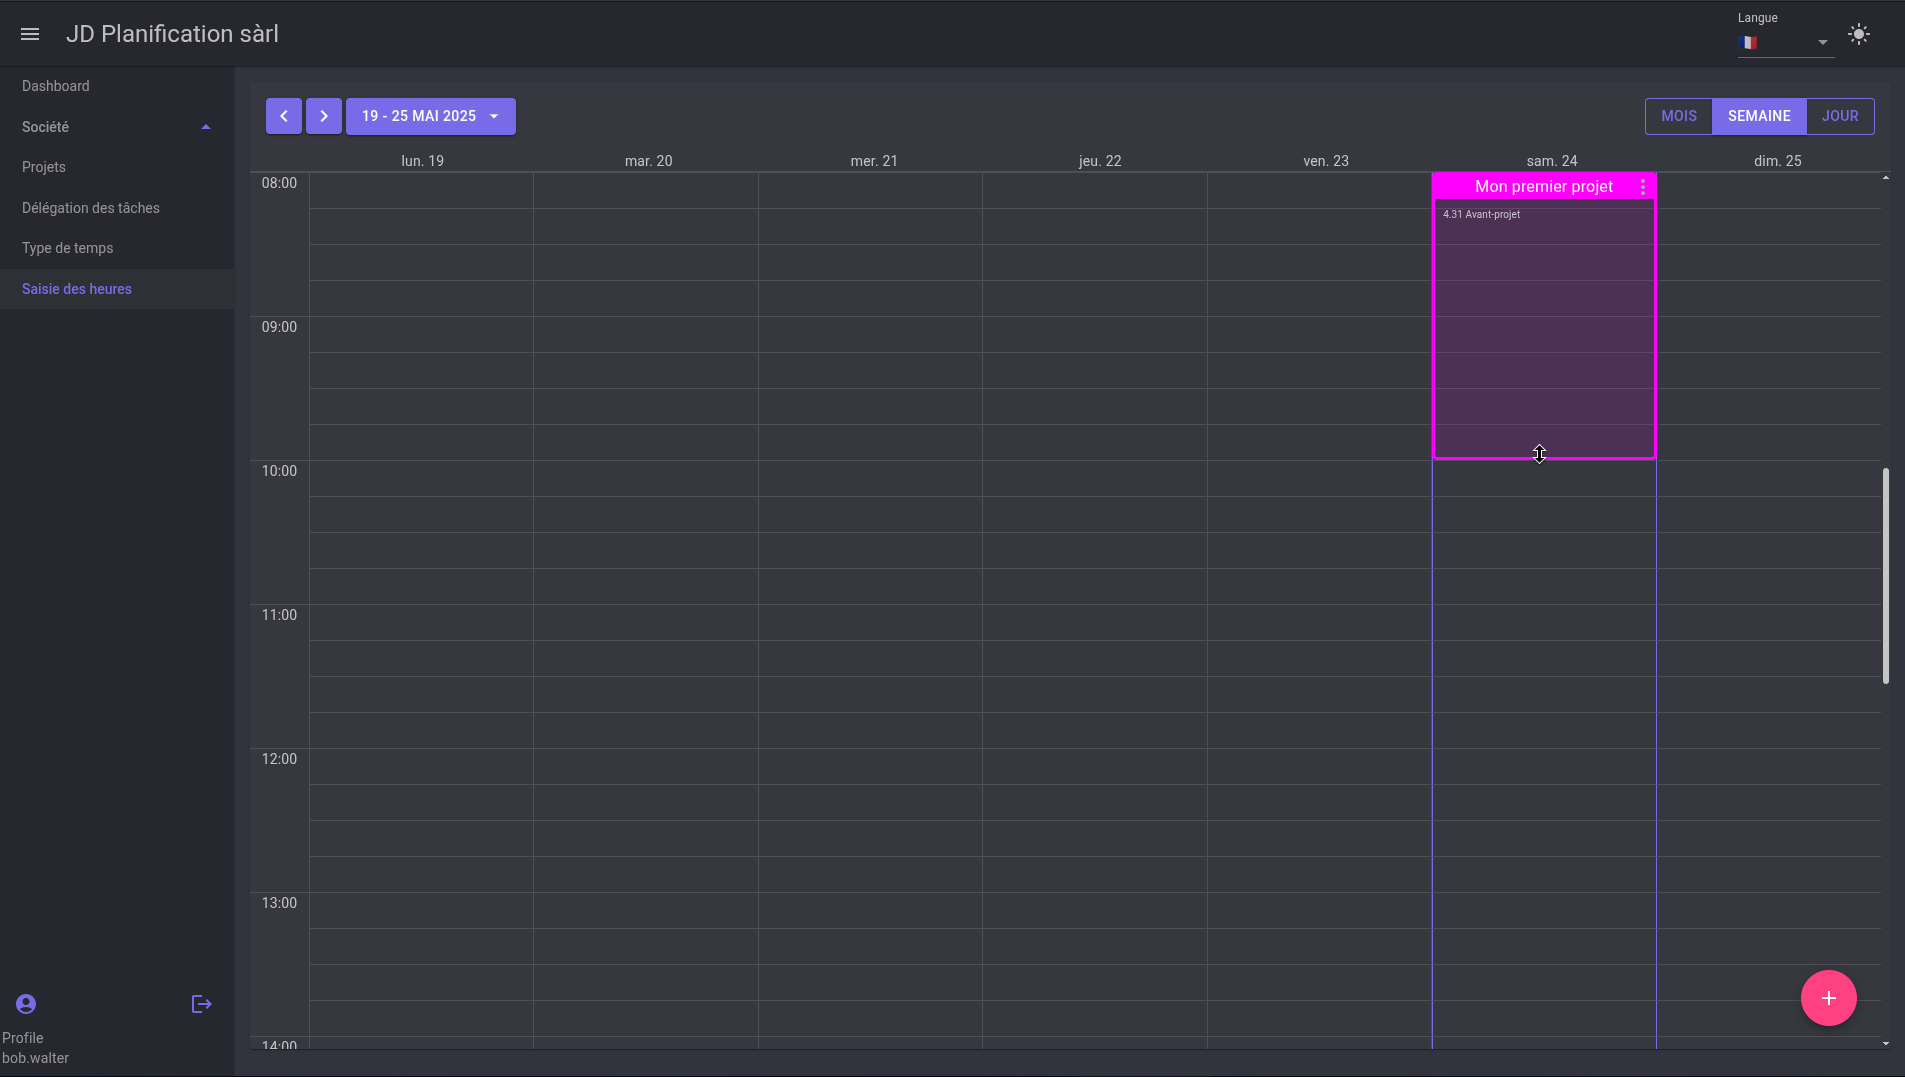 JD Planification sàrl
Langue
Dashboard
Société
Projets
Délégation des tâches
Type de temps
Saisie des heures
Profile
bob.walter
19 - 25 MAI 2025
MOIS
SEMAINE
JOUR
lun. 19
mar. 20
mer. 21
jeu. 22
ven. 23
sam. 24
dim. 25
08:00
Mon premier projet
4.31 Avant-projet
09:00
10:00
11:00
12:00
13:00
14:00